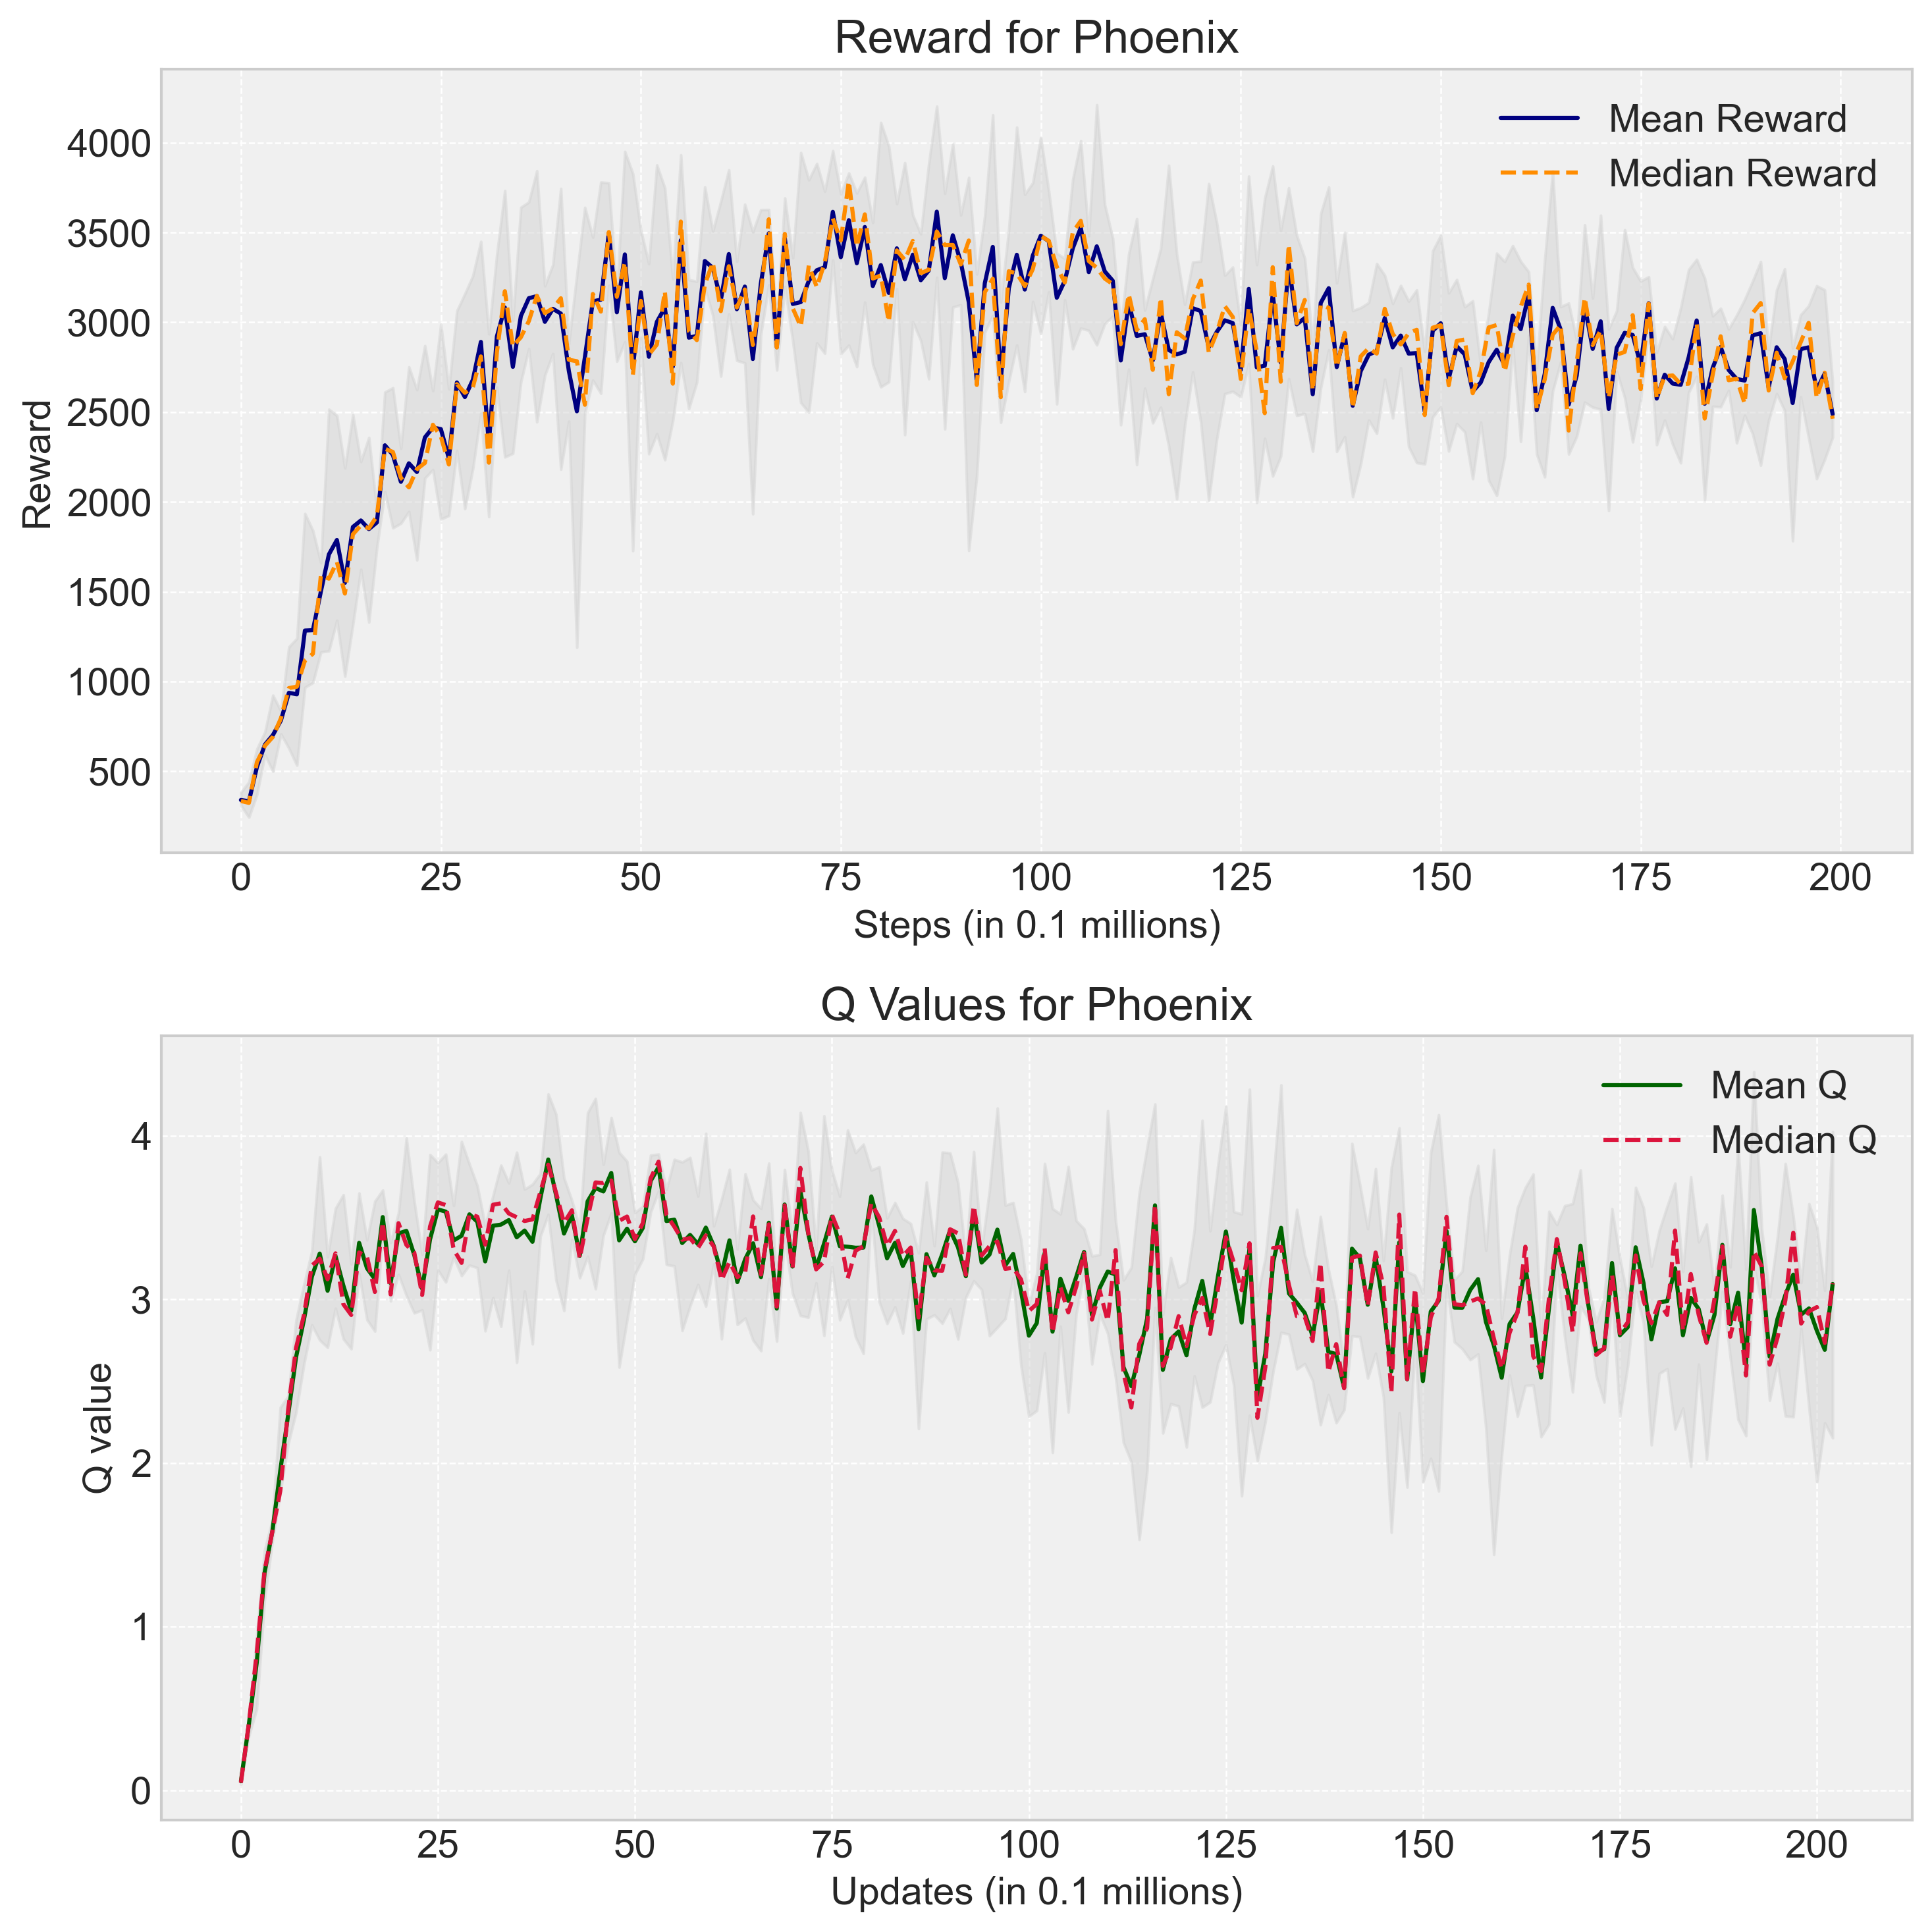 Reward for Phoenix
Mean Reward
Median Reward
4000
3500
3000
2500
2000
1500
1000
500
Reward
0 25 50 75 100 125 150 175 200
Steps (in 0.1 millions)
Q Values for Phoenix
Mean Q
Median Q
4
3
2
1
0
Q value
0 25 50 75 100 125 150 175 200
Updates (in 0.1 millions)